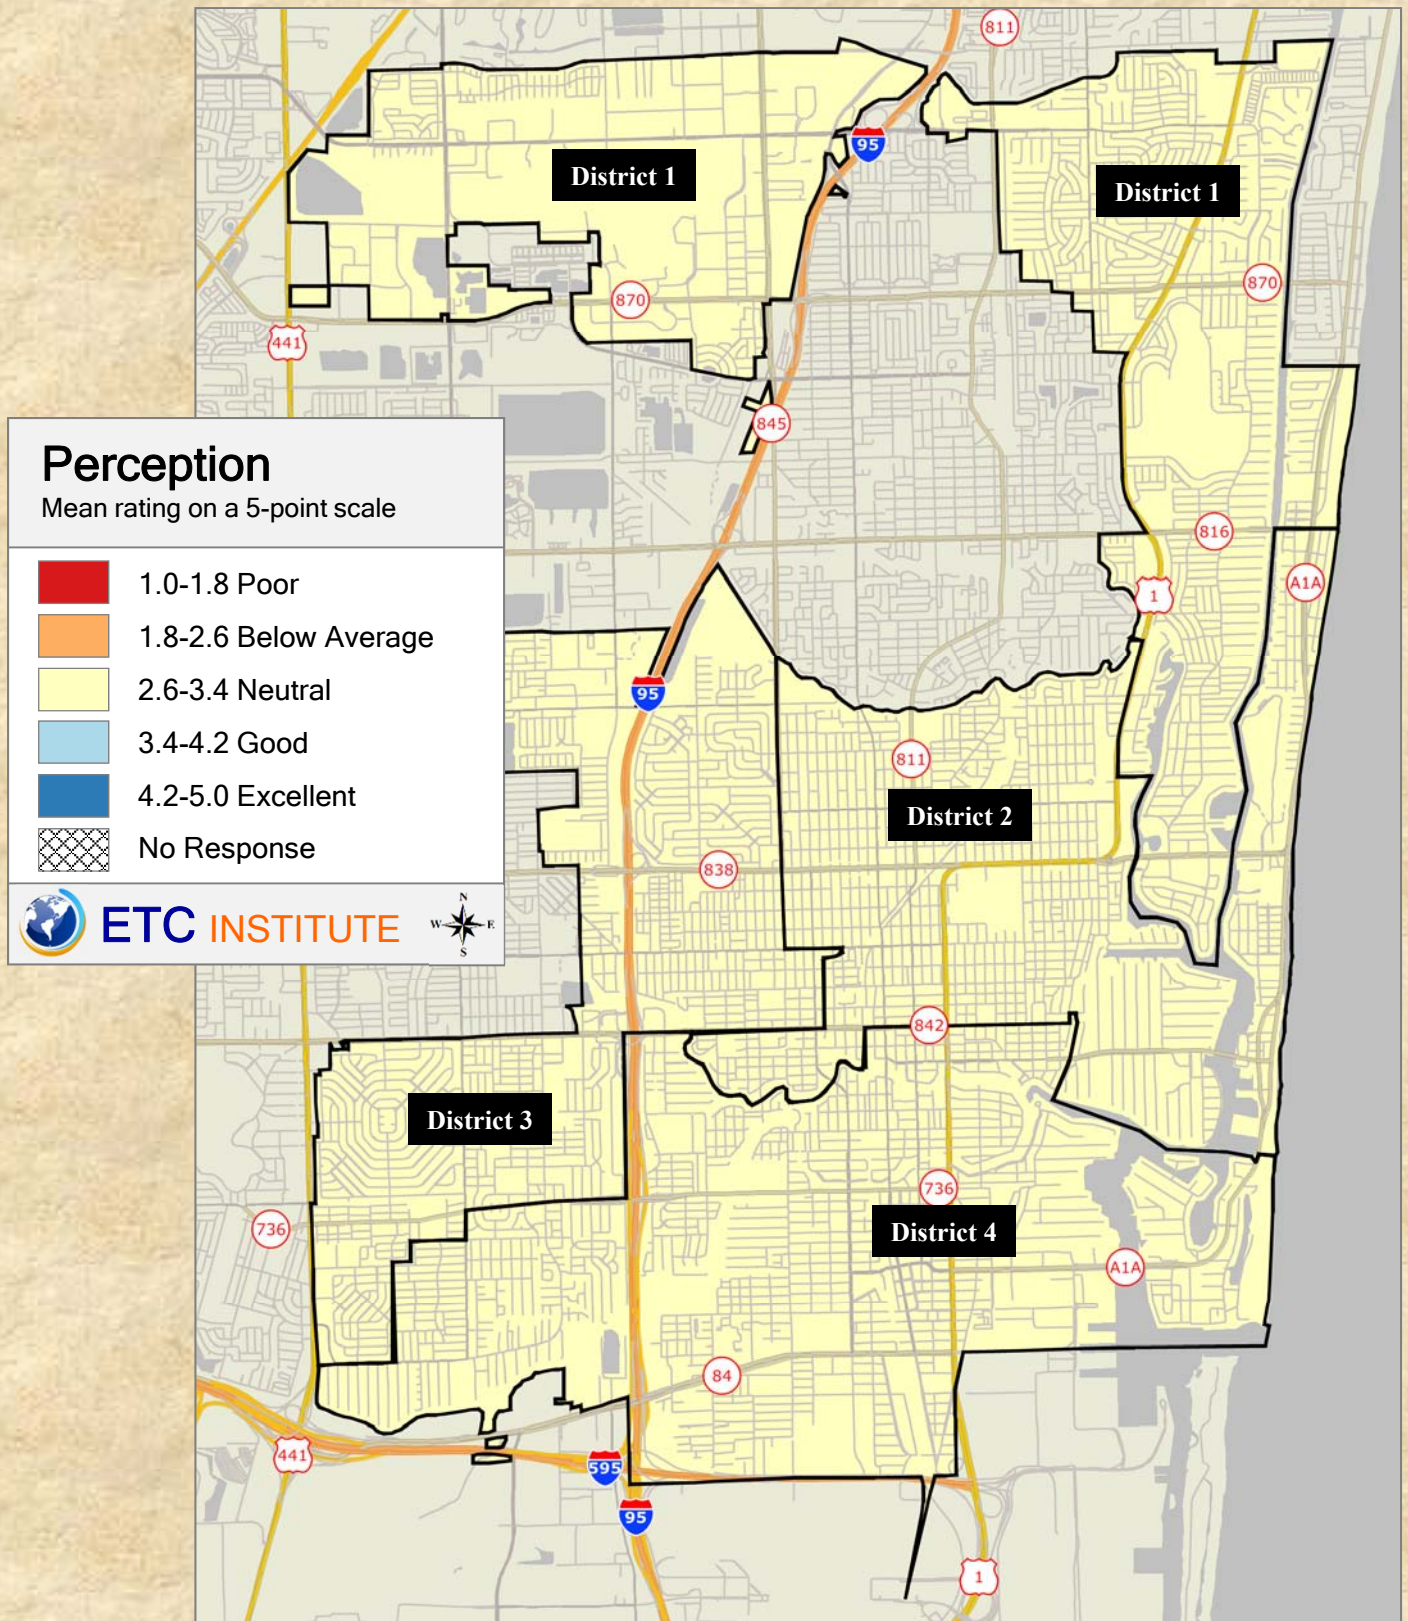 811
95
District 1
District 1
870
870
441
845
Perception
Mean rating on a 5-point scale
1.0-1.8 Poor
1.8-2.6 Below Average
2.6-3.4 Neutral
3.4-4.2 Good
4.2-5.0 Excellent
No Response
ETC INSTITUTE
N
W E
S
816
A1A
1
95
811
District 2
838
842
District 3
736
736
District 4
A1A
84
441
595
95
1